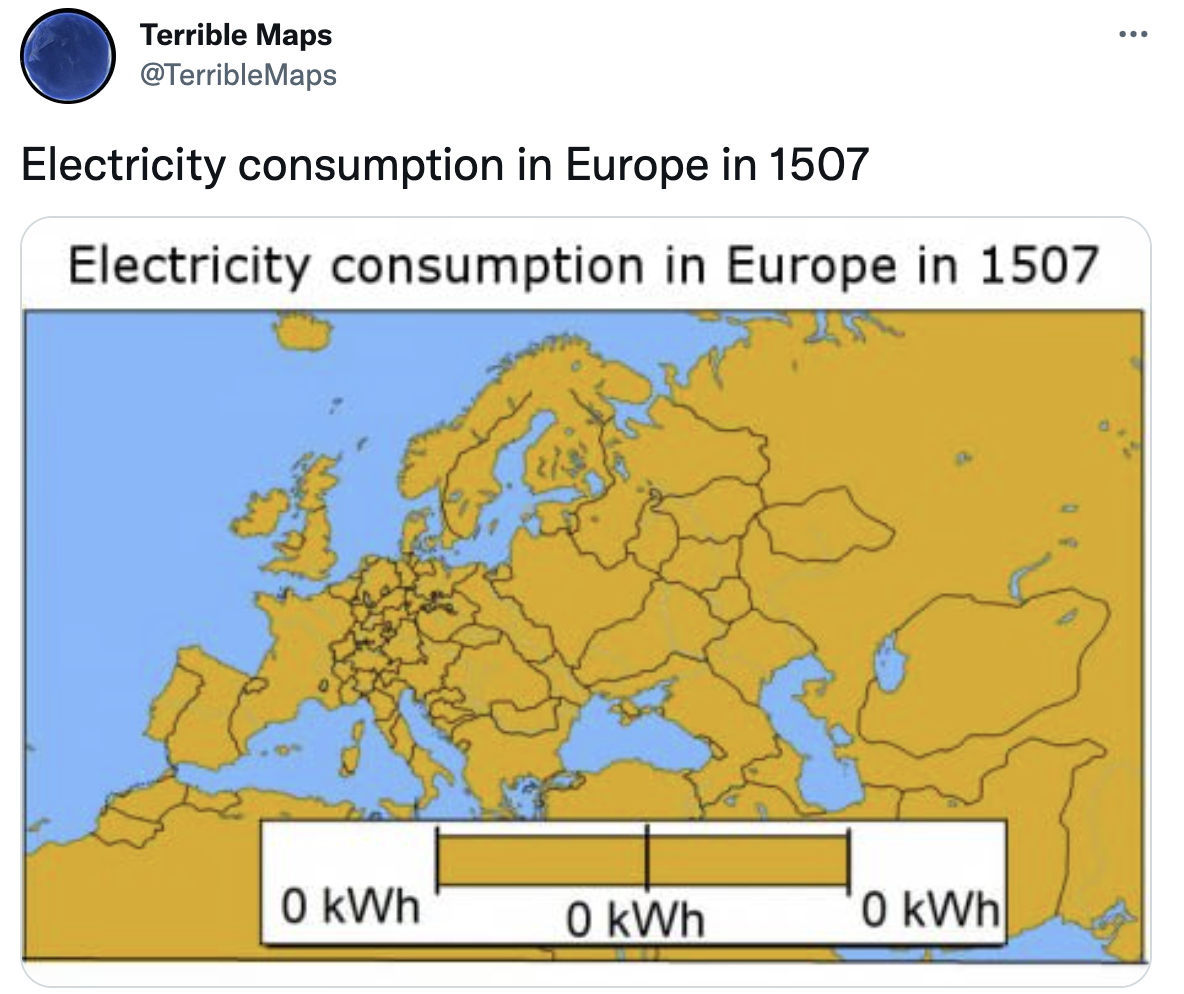 Terrible Maps
@TerribleMaps
Electricity consumption in Europe in 1507
Electricity consumption in Europe in 1507
0 kWh
0 kWh
0 kWh